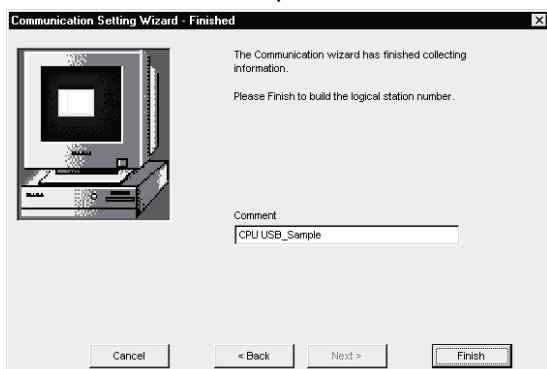 Communication Setting Wizard - Finished
The Communication wizard has finished collecting
information.
Please Finish to build the logical station number.
Comment
CPU USB_Sample
Cancel
< Back
Next >
Finish